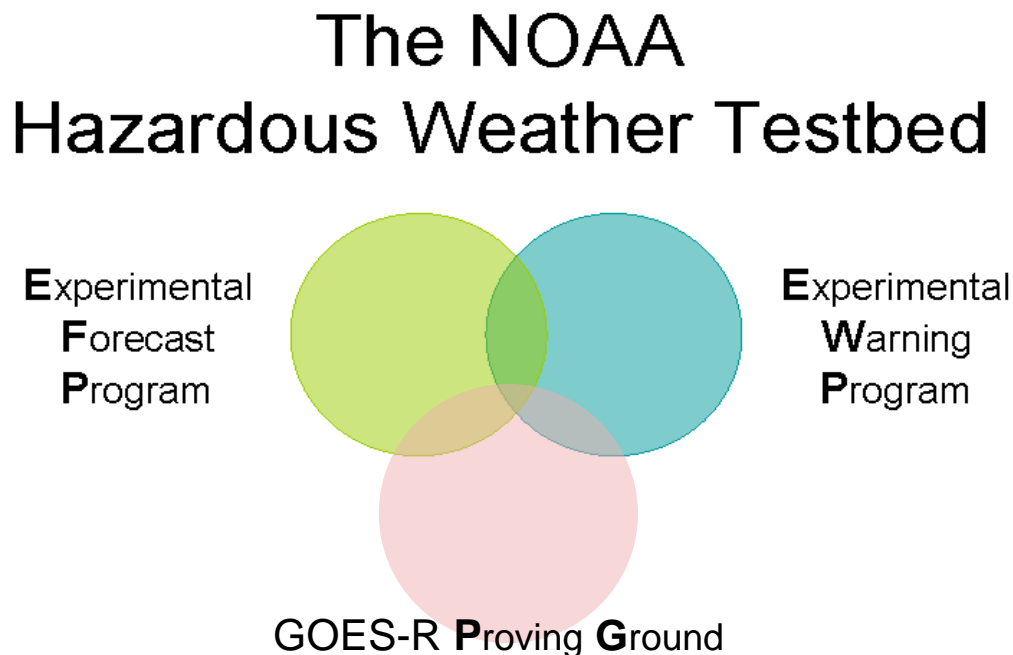 The NOAA
Hazardous Weather Testbed
Experimental
Forecast
Program
Experimental
Warning
Program
GOES-R Proving Ground